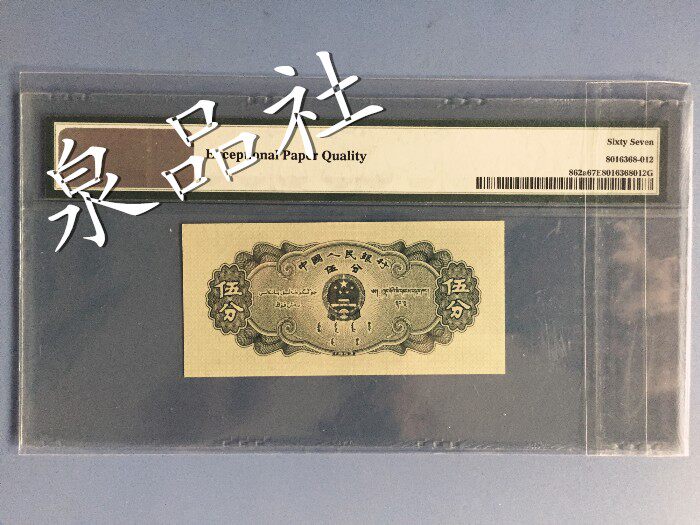 泉品社
Exceptional Paper Quality
Sixty Seven
8016368-012
862a67E8016368012G
中國人民銀行
伍分
伍分
伍分
1953